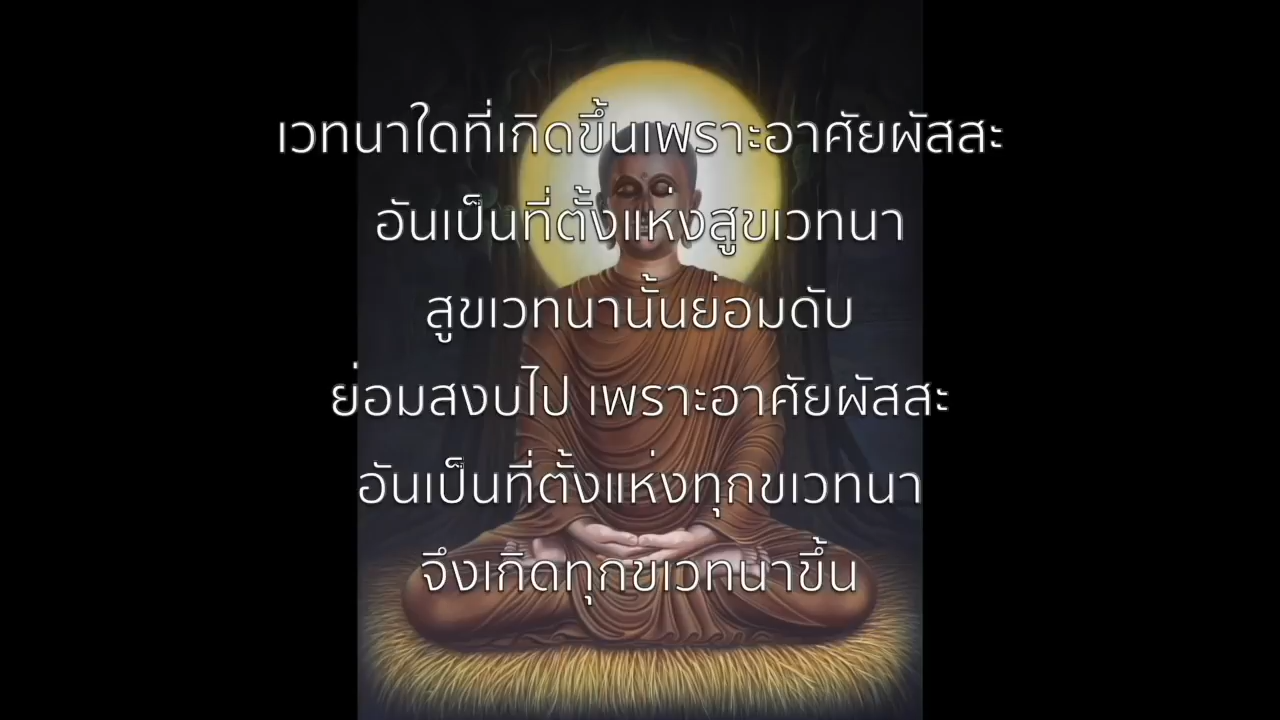 เวทนาใดที่เกิดขึ้นเพราะอาศัยผัสสะ
อันเป็นที่ตั้งแห่งสูขเวทนา
สูขเวทนานั้นย่อมดับ
ย่อมสงบไป เพราะอาศัยผัสสะ
อันเป็นที่ตั้งแห่งทุกขเวทนา
จึงเกิดทุกขเวทนาขึ้น